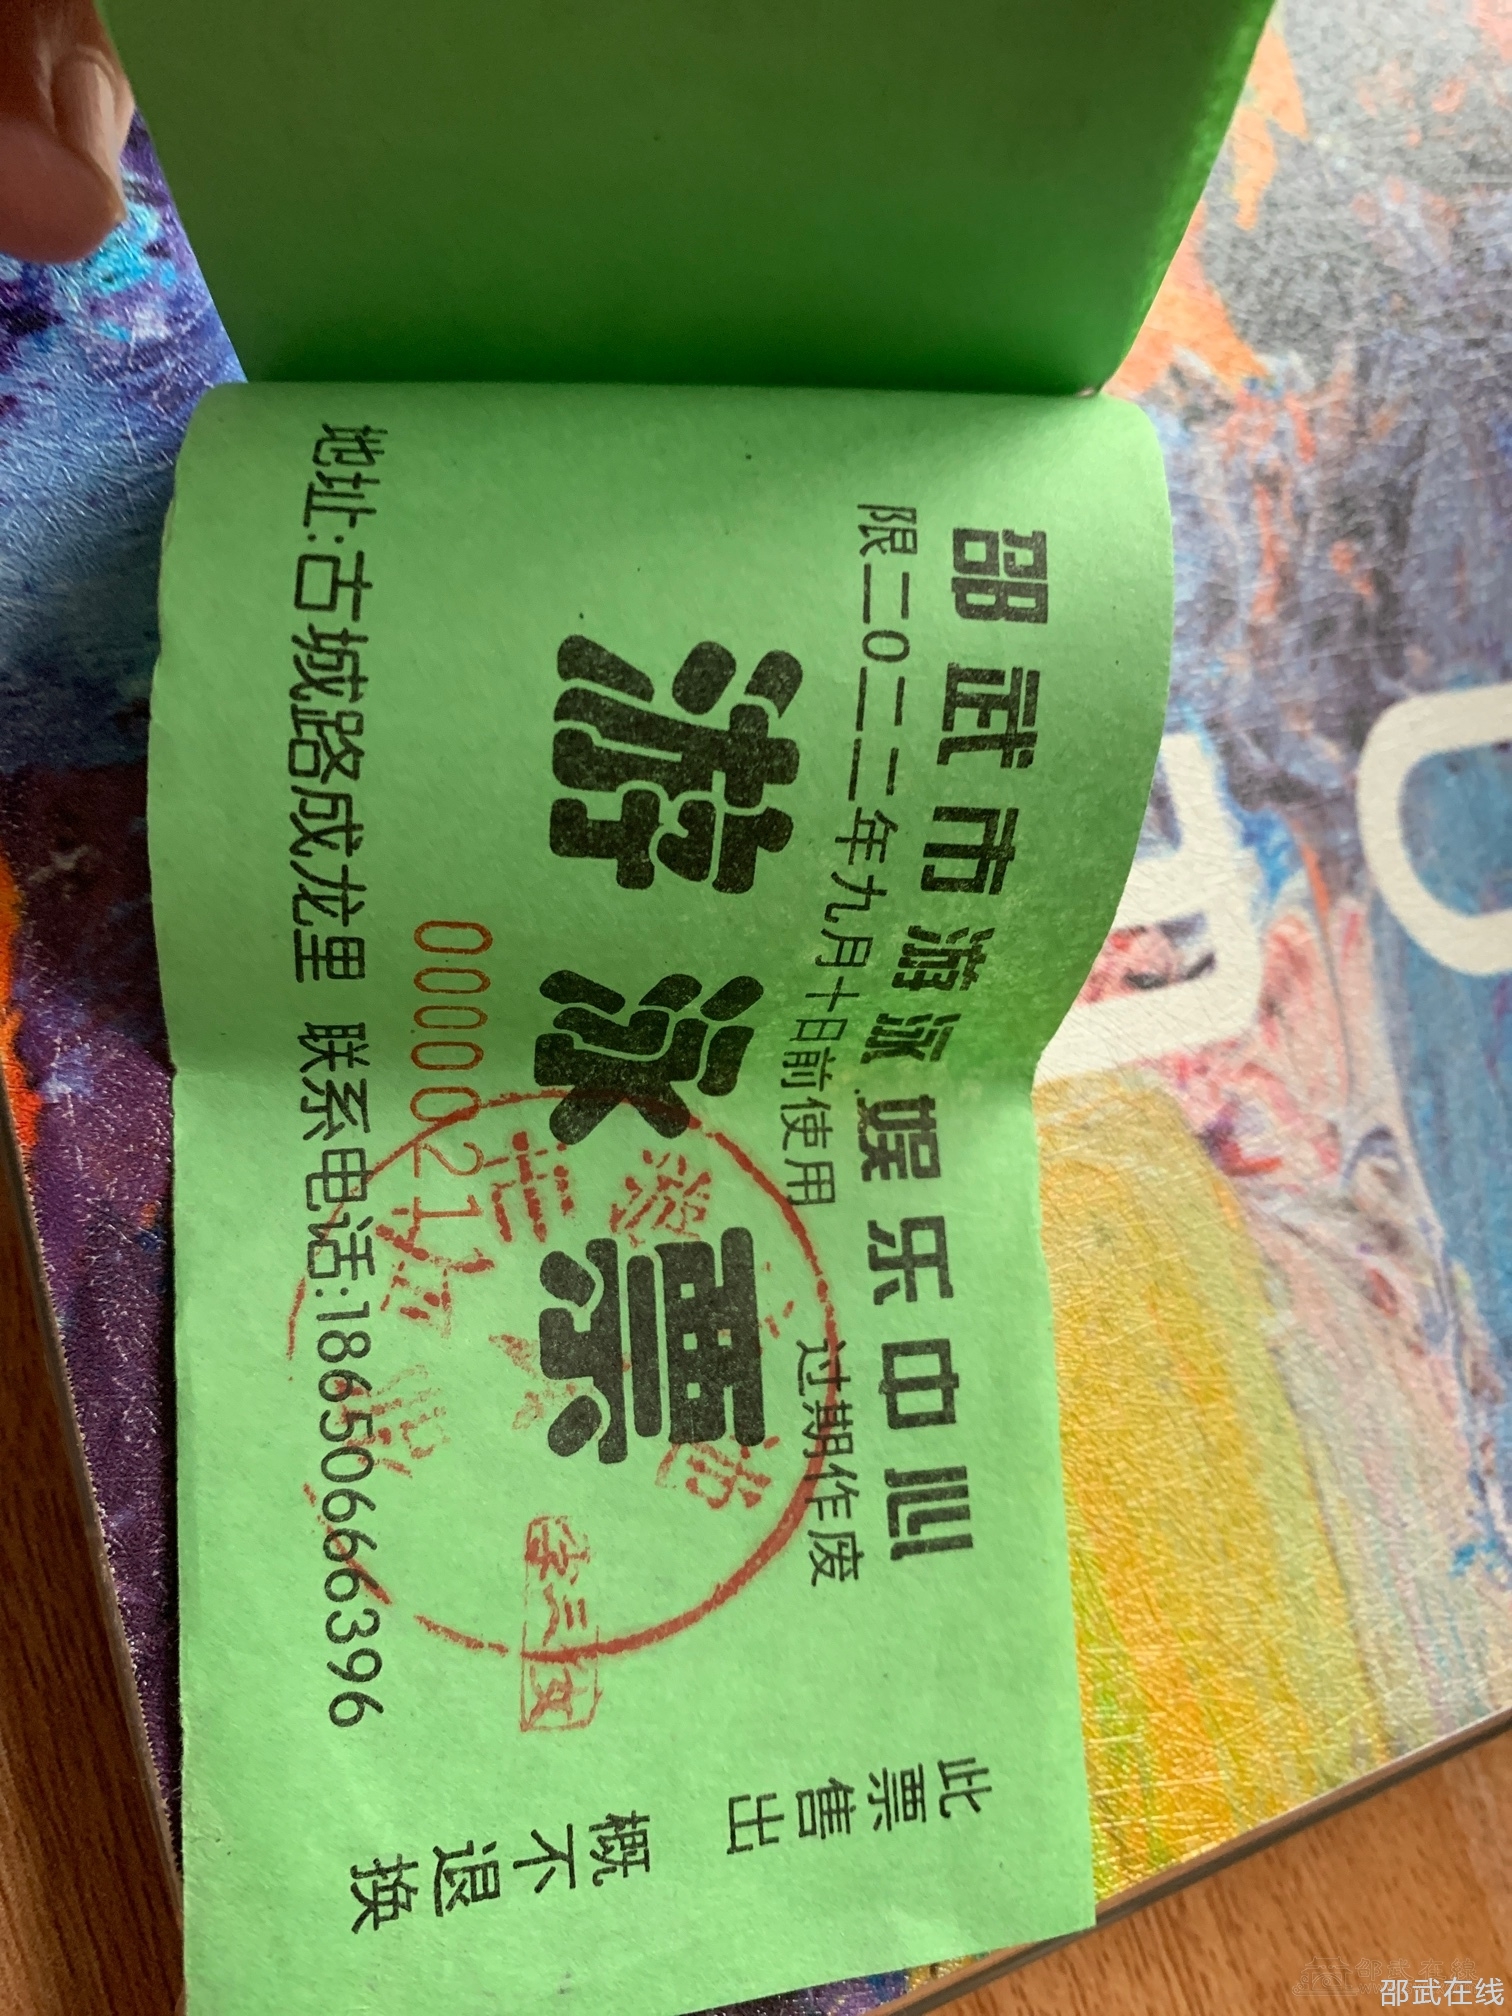 邵武市游泳娱乐中心
限二0二二年九月十日前使用 过期作废
游泳票
0000021
地址:古城路成龙里 联系电话:18650666396
此票售出
概不退换
邵武在线